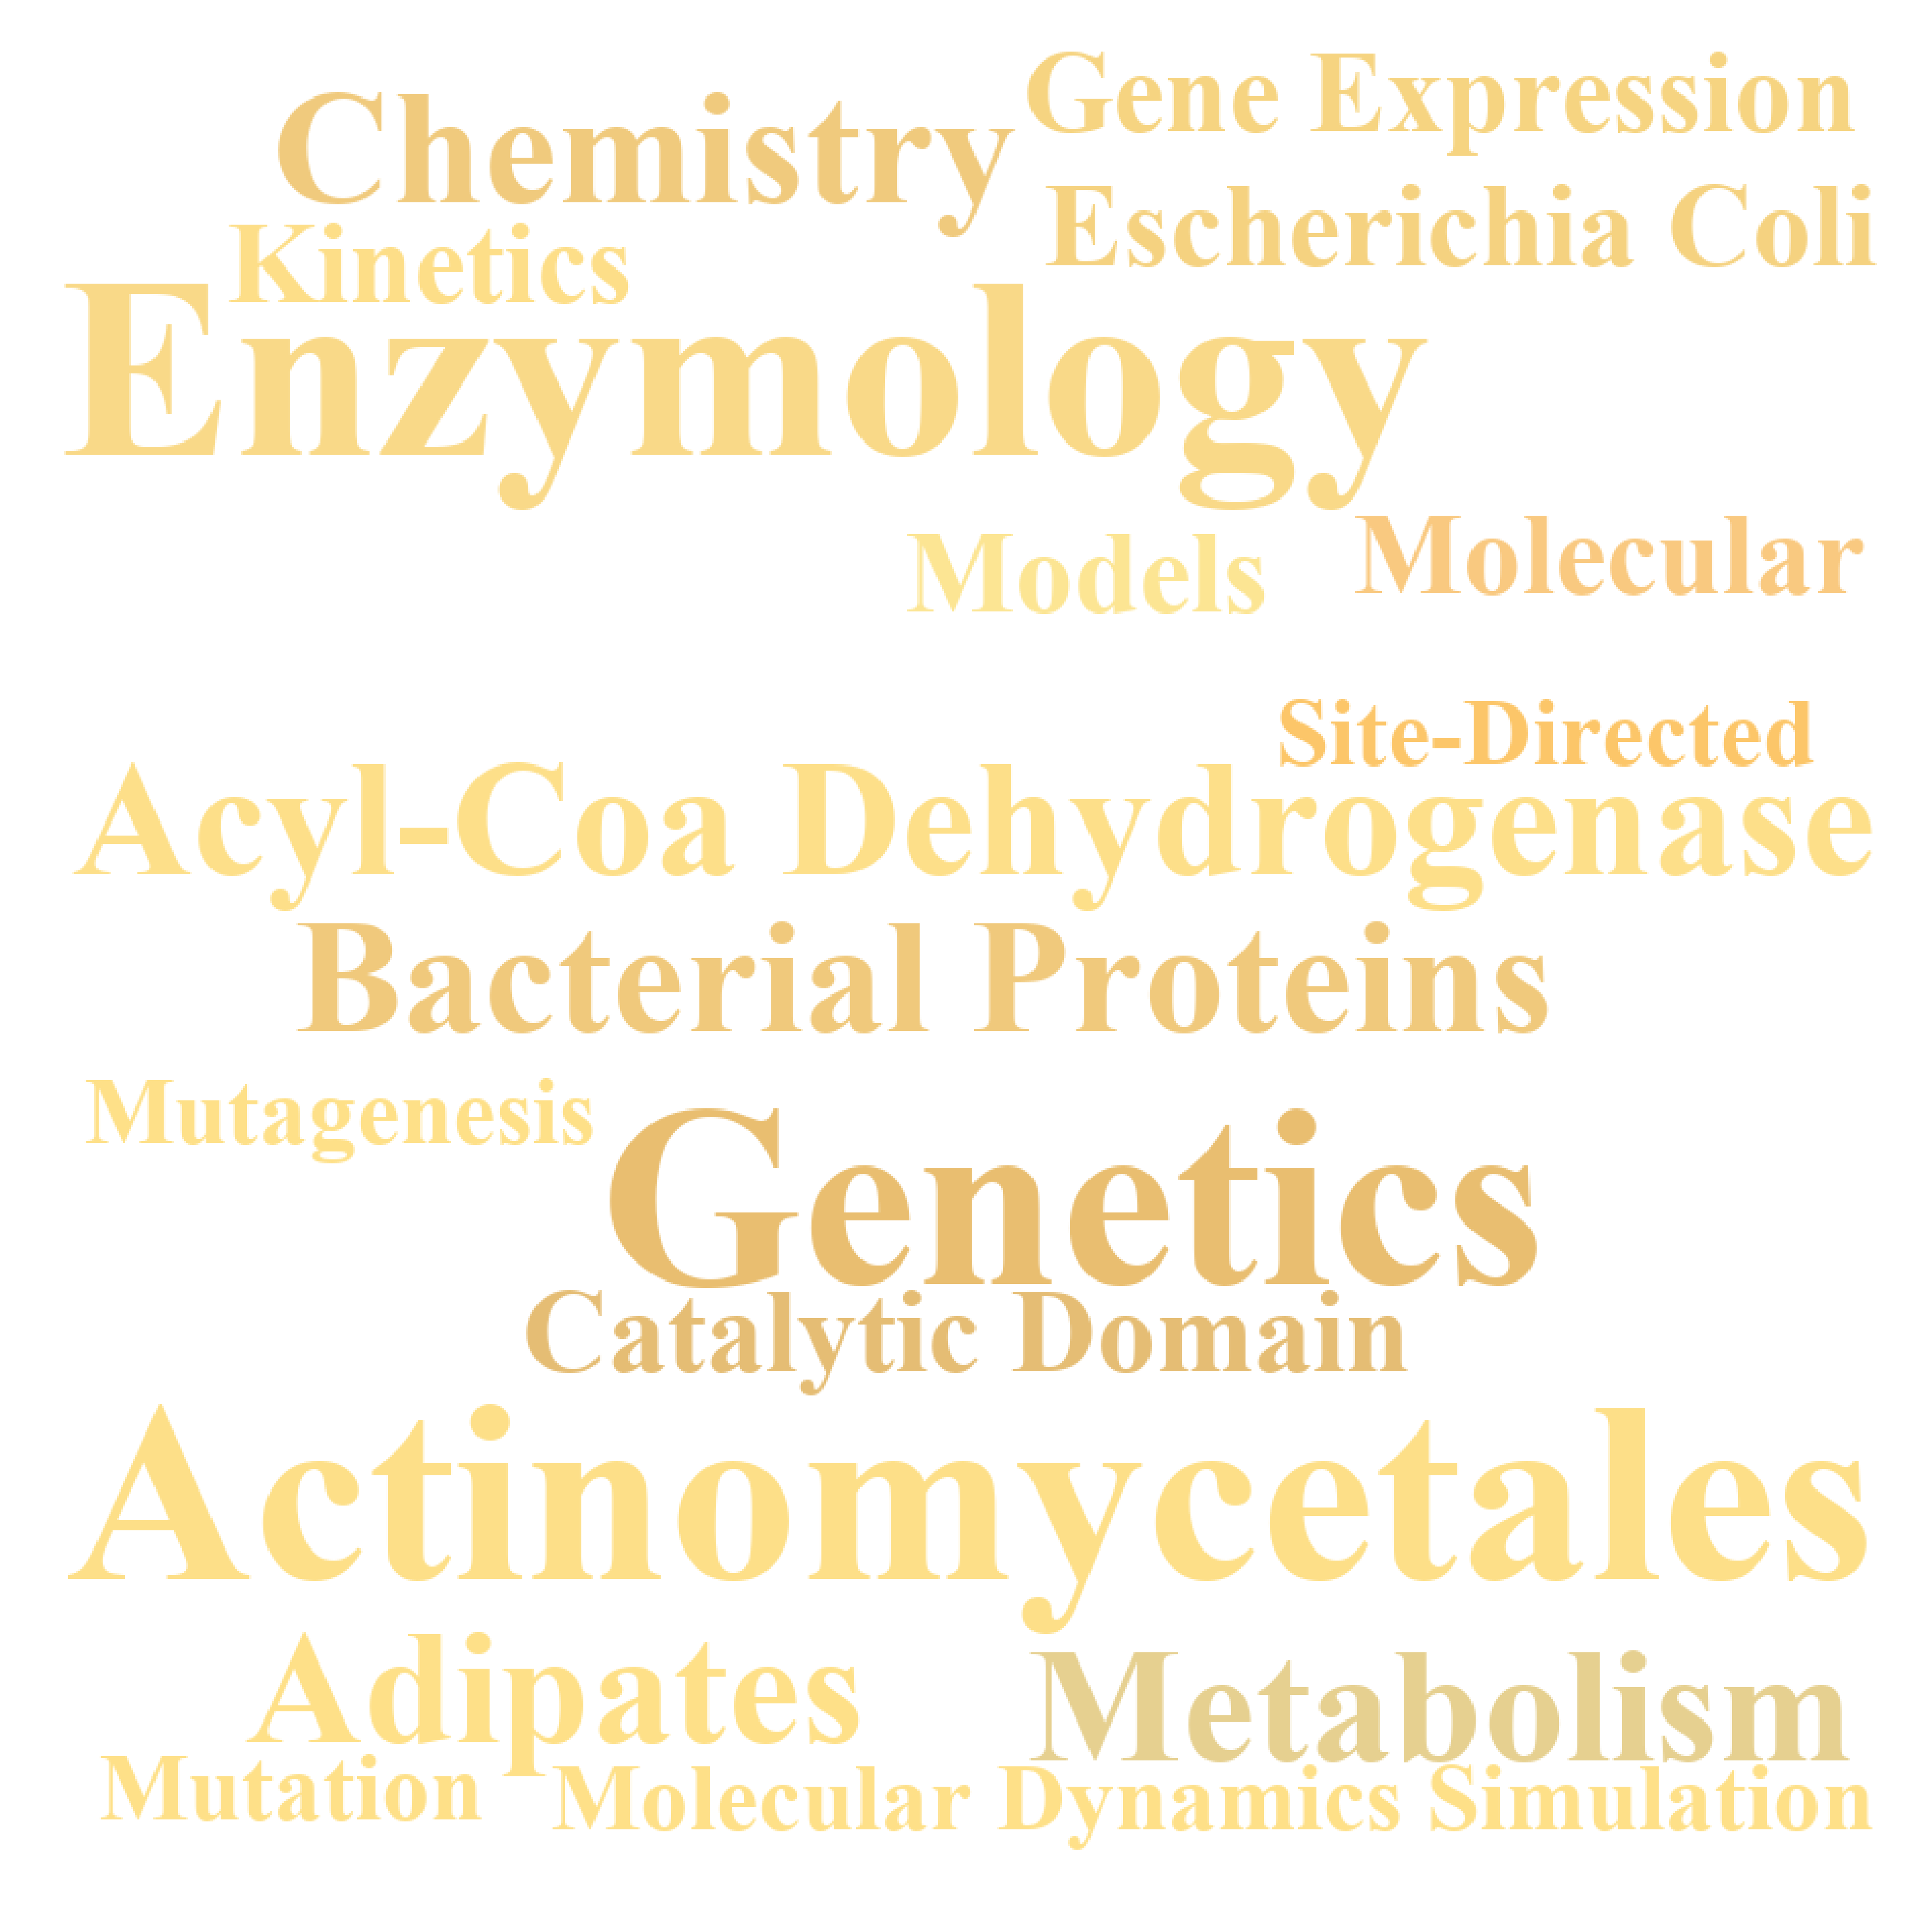 Gene Expression
Chemistry
Escherichia Coli
Kinetics
Enzymology
Models
Molecular
Site-Directed
Acyl-Coa Dehydrogenase
Bacterial Proteins
Mutagenesis
Genetics
Catalytic Domain
Actinomycetales
Adipates
Metabolism
Mutation
Molecular Dynamics Simulation